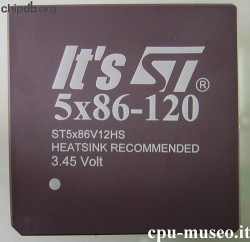 chipdb.org
It's ST®
5x86-120
ST5x86V12HS
HEATSINK RECOMMENDED
3.45 Volt
cpu-museo.it